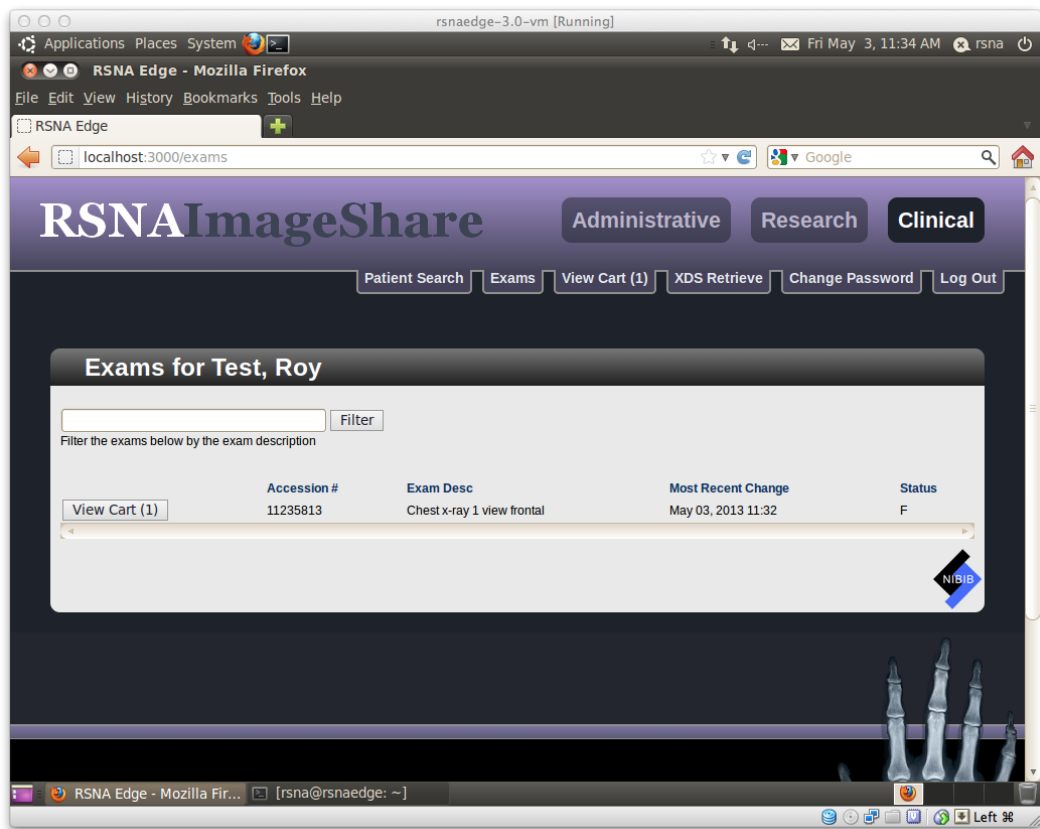 rsnaedge-3.0-vm [Running]
Applications Places System Fri May 3, 11:34 AM rsna
RSNA Edge - Mozilla Firefox
File Edit View History Bookmarks Tools Help
RSNA Edge
localhost:3000/exams Google
RSNAImageShare Administrative Research Clinical
Patient Search Exams View Cart (1) XDS Retrieve Change Password Log Out
Exams for Test, Roy
Filter
Filter the exams below by the exam description
Accession # Exam Desc Most Recent Change Status
View Cart (1) 11235813 Chest x-ray 1 view frontal May 03, 2013 11:32 F
NIBIB
RSNA Edge - Mozilla Fir... [rsna@rsnaedge: ~]
Left ⌘